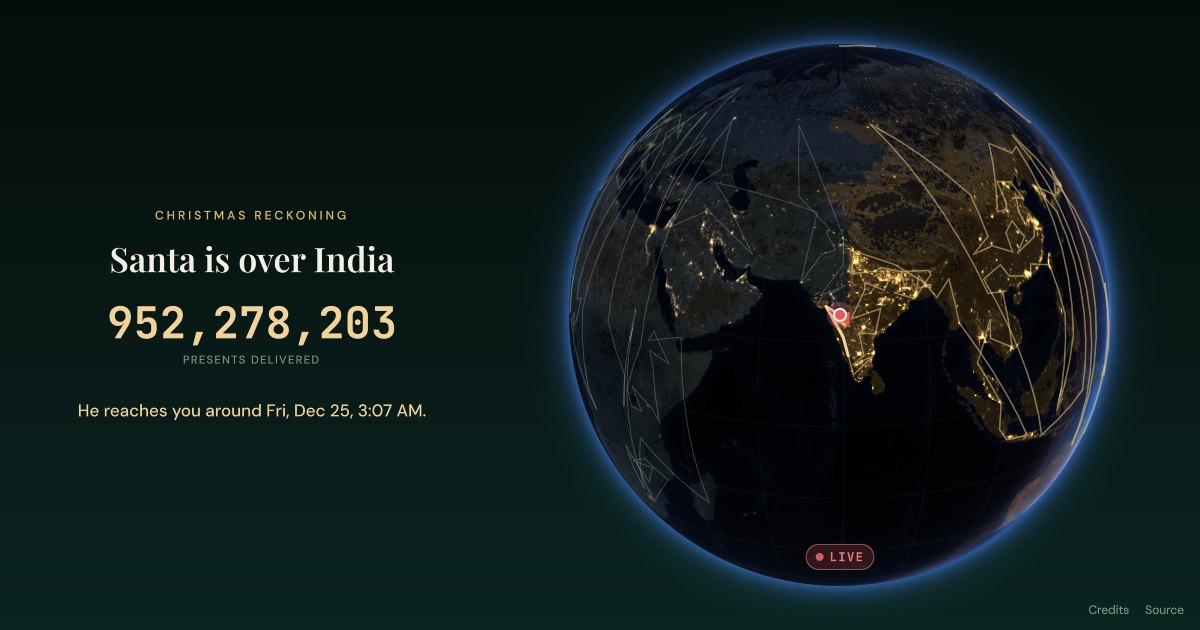 CHRISTMAS RECKONING
Santa is over India
952,278,203
PRESENTS DELIVERED
He reaches you around Fri, Dec 25, 3:07 AM.
LIVE
Credits Source